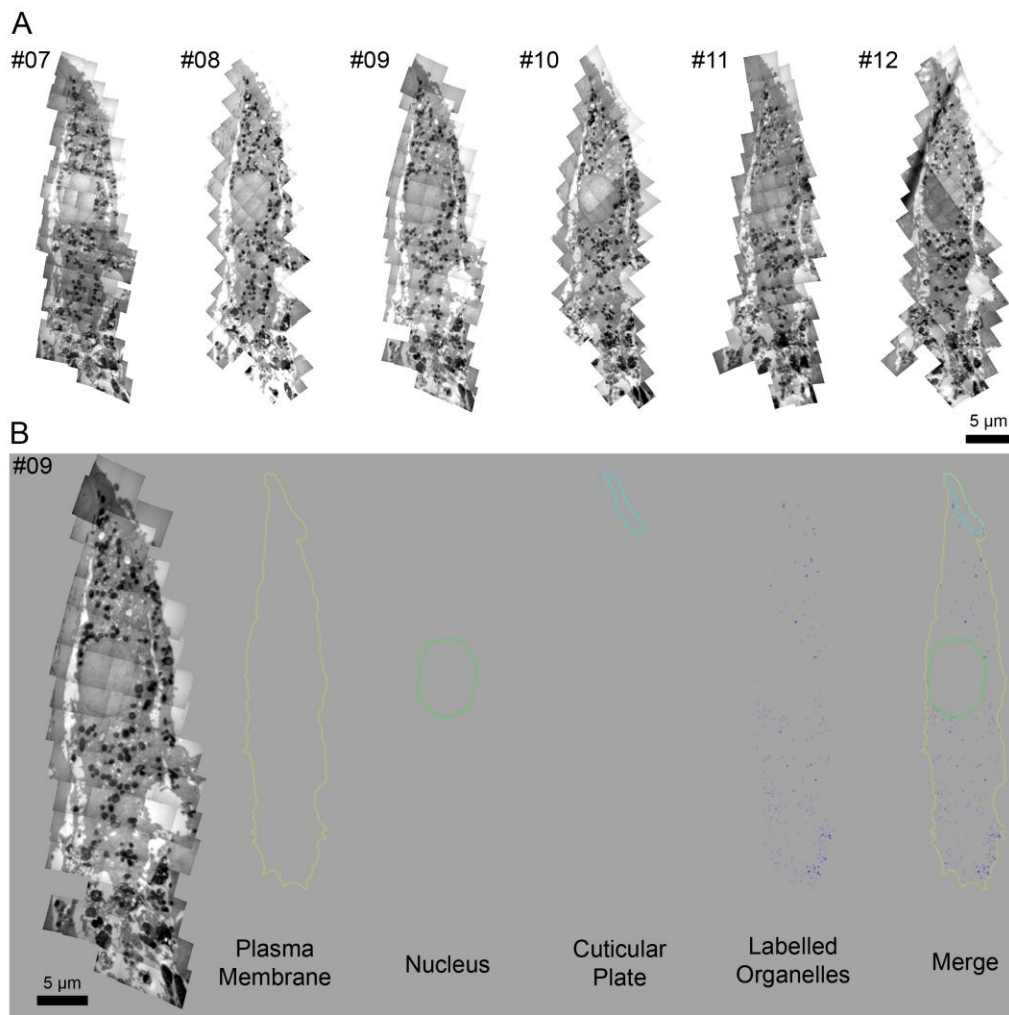 A
#07 #08 #09 #10 #11 #12
5 µm
B
#09
Plasma
Membrane
Nucleus
Cuticular
Plate
Labelled
Organelles
Merge
5 µm